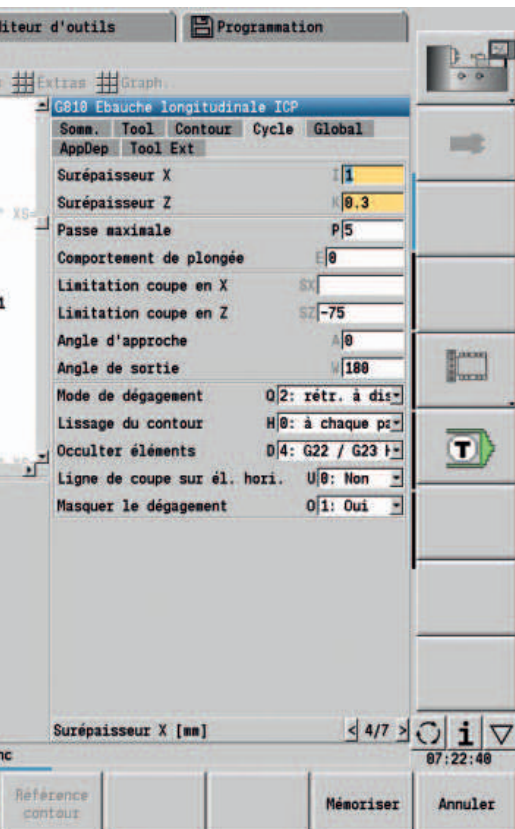 iteur d'outils
Programmation
Extras Graph
G810 Ebauche longitudinale ICP
Somm. Tool Contour Cycle Global
AppDep Tool Ext
Surépaisseur X I 1
Surépaisseur Z K 0.3
XS=
Passe maximale P 5
Comportement de plongée E 0
Limitation coupe en X SX
1
Limitation coupe en Z SZ -75
Angle d'approche A 0
Angle de sortie W 180
Mode de dégagement Q 2: rétr. à dis
Lissage du contour H 0: à chaque pa
Occulter éléments D 4: G22 / G23 H
Ligne de coupe sur él. hori. U 0: Non
Masquer le dégagement O 1: Oui
T
Surépaisseur X [mm] < 4/7 >
i
nc
07:22:40
Référence contour
Mémoriser
Annuler